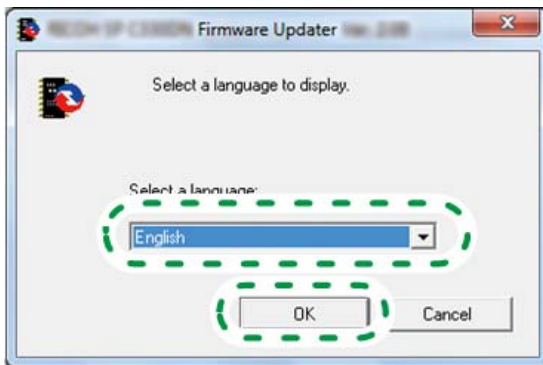 Firmware Updater
Select a language to display.
Select a language:
English
OK Cancel